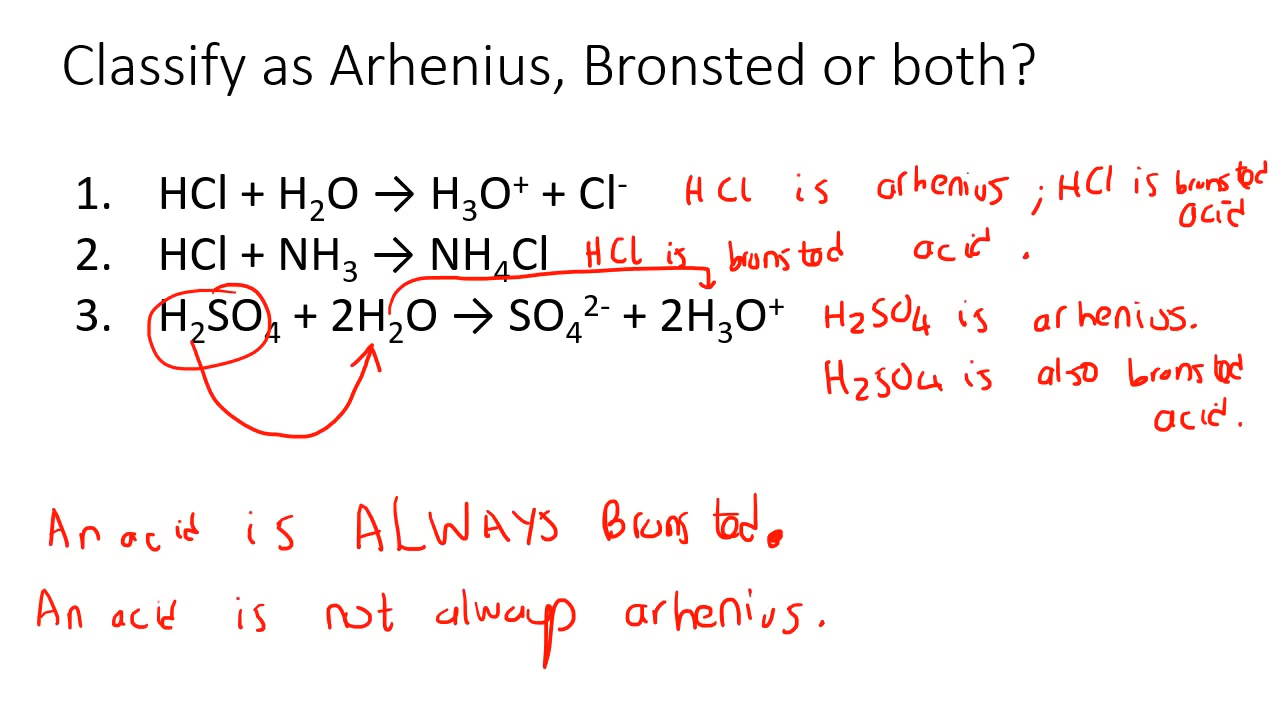 Classify as Arhenius, Bronsted or both?
1. HCl + H₂O → H₃O⁺ + Cl⁻ HCl is arhenius ; HCl is bronsted
acid
2. HCl + NH₃ → NH₄Cl HCl is bronsted acid .
3. H₂SO₄ + 2H₂O → SO₄²⁻ + 2H₃O⁺ H₂SO₄ is arhenius.
H₂SO₄ is also bronsted
acid.
An acid is ALWAYS Bronsted.
An acid is not always arhenius.